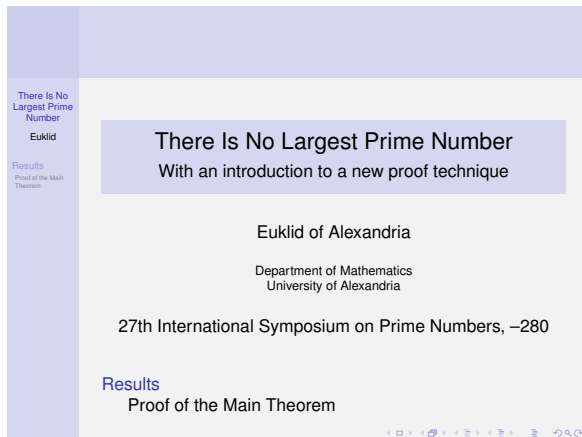 There Is No
Largest Prime
Number
Euklid
Results
Proof of the Main
Theorem
There Is No Largest Prime Number
With an introduction to a new proof technique
Euklid of Alexandria
Department of Mathematics
University of Alexandria
27th International Symposium on Prime Numbers, –280
Results
Proof of the Main Theorem